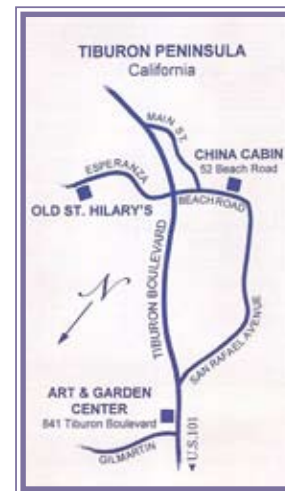 TIBURON PENINSULA
California
MAIN ST.
ESPERANZA
CHINA CABIN
52 Beach Road
BEACH ROAD
OLD ST. HILARY'S
TIBURON BOULEVARD
N
SAN RAFAEL AVENUE
ART & GARDEN
CENTER
841 Tiburon Boulevard
GILMARTIN
U.S.101